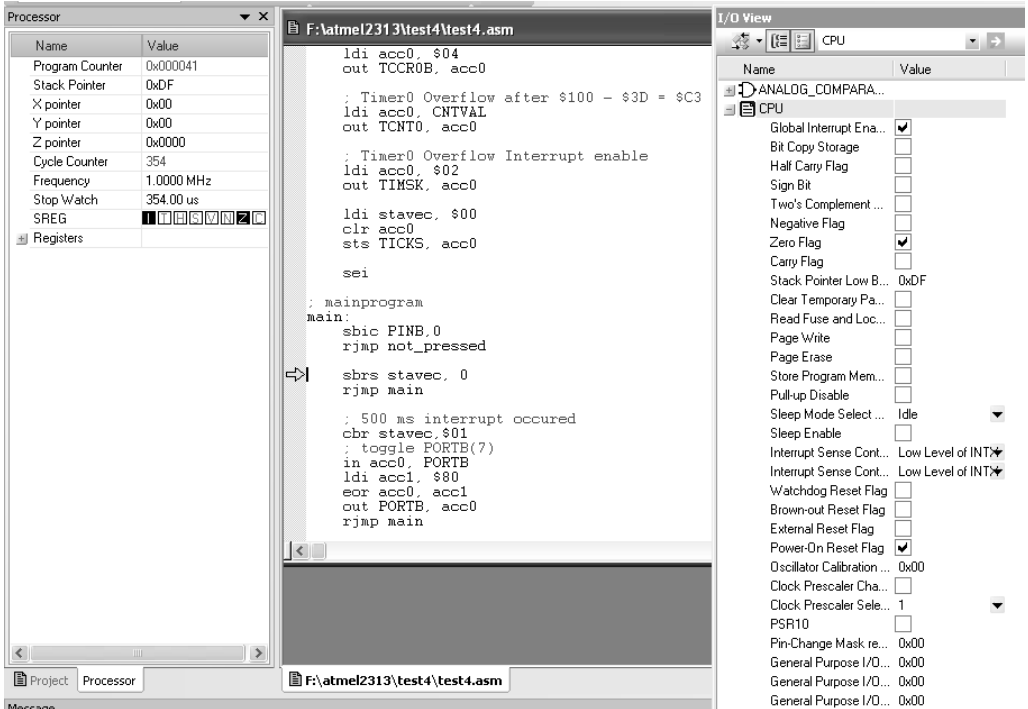 Processor
Name Value
Program Counter 0x000041
Stack Pointer 0xDF
X pointer 0x00
Y pointer 0x00
Z pointer 0x0000
Cycle Counter 354
Frequency 1.0000 MHz
Stop Watch 354.00 us
SREG I T H S V N Z C
Registers
Project Processor
Message
F:\atmel2313\test4\test4.asm
ldi acc0, $04
out TCCR0B, acc0
; Timer0 Overflow after $100 - $3D = $C3
ldi acc0, CNTVAL
out TCNT0, acc0
; Timer0 Overflow Interrupt enable
ldi acc0, $02
out TIMSK, acc0
ldi stavec, $00
clr acc0
sts TICKS, acc0
sei
; mainprogram
main:
sbic PINB,0
rjmp not_pressed
sbrs stavec, 0
rjmp main
; 500 ms interrupt occured
cbr stavec,$01
; toggle PORTB(7)
in acc0, PORTB
ldi acc1, $80
eor acc0, acc1
out PORTB, acc0
rjmp main
F:\atmel2313\test4\test4.asm
I/O View
CPU
Name Value
ANALOG_COMPARA...
CPU
Global Interrupt Ena...
Bit Copy Storage
Half Carry Flag
Sign Bit
Two's Complement ...
Negative Flag
Zero Flag
Carry Flag
Stack Pointer Low B... 0xDF
Clear Temporary Pa...
Read Fuse and Loc...
Page Write
Page Erase
Store Program Mem...
Pull-up Disable
Sleep Mode Select ... Idle
Sleep Enable
Interrupt Sense Cont... Low Level of INT
Interrupt Sense Cont... Low Level of INT
Watchdog Reset Flag
Brown-out Reset Flag
External Reset Flag
Power-On Reset Flag
Oscillator Calibration ... 0x00
Clock Prescaler Cha...
Clock Prescaler Sele... 1
PSR10
Pin-Change Mask re... 0x00
General Purpose I/O... 0x00
General Purpose I/O... 0x00
General Purpose I/O... 0x00